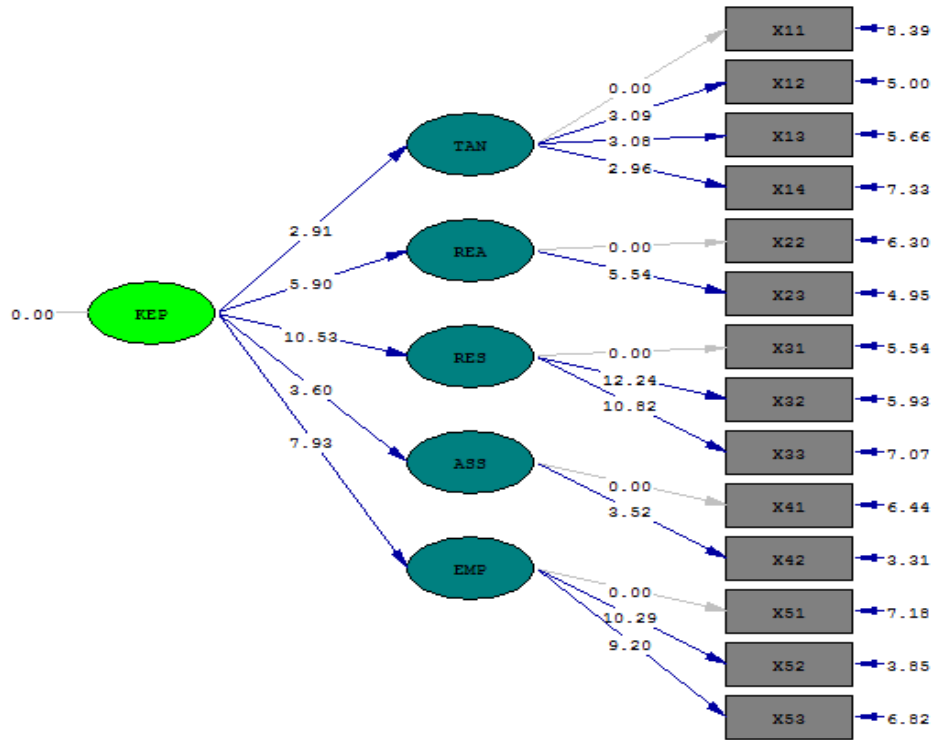 X11
8.39
X12
5.00
0.00
3.09
X13
5.66
TAN
3.08
2.96
X14
7.33
2.91
X22
6.30
0.00
REA
5.90
5.54
X23
4.95
0.00
KEP
10.53
X31
5.54
0.00
RES
12.24
X32
5.93
3.60
10.82
7.93
X33
7.07
ASS
0.00
X41
6.44
3.52
X42
3.31
EMP
0.00
X51
7.18
10.29
9.20
X52
3.85
X53
6.82